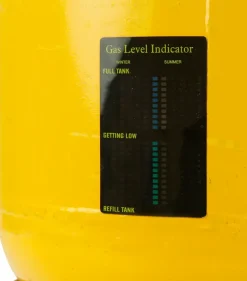 Gas Level Indicator
WINTER SUMMER
FULL TANK
GETTING LOW
REFILL TANK